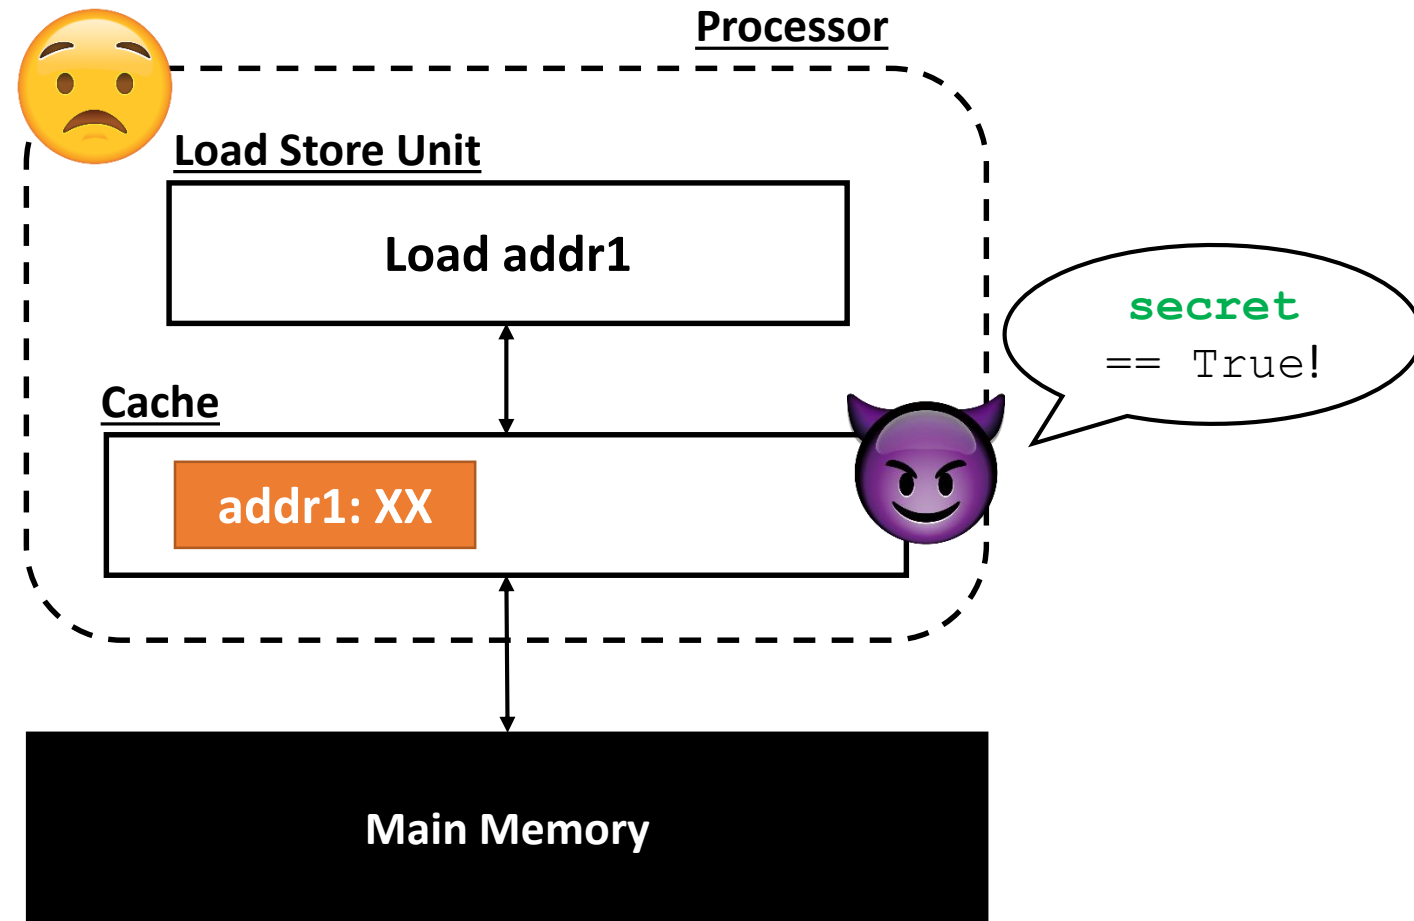 Processor
Load Store Unit
Load addr1
secret
== True!
Cache
addr1: XX
Main Memory